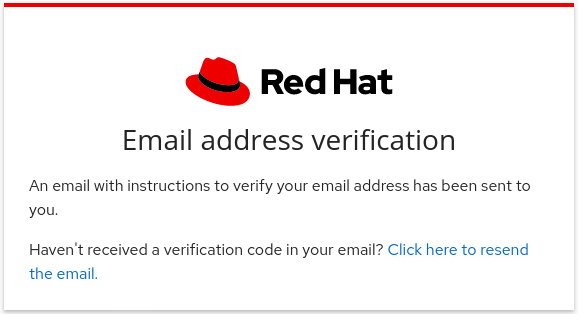 Red Hat
Email address verification
An email with instructions to verify your email address has been sent to
you.
Haven't received a verification code in your email? Click here to resend
the email.